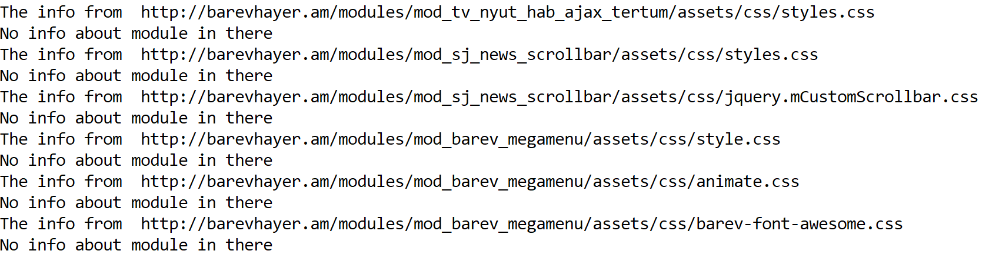 The info from  http://barevhayer.am/modules/mod_tv_nyut_hab_ajax_tertum/assets/css/styles.css
No info about module in there
The info from  http://barevhayer.am/modules/mod_sj_news_scrollbar/assets/css/styles.css
No info about module in there
The info from  http://barevhayer.am/modules/mod_sj_news_scrollbar/assets/css/jquery.mCustomScrollbar.css
No info about module in there
The info from  http://barevhayer.am/modules/mod_barev_megamenu/assets/css/style.css
No info about module in there
The info from  http://barevhayer.am/modules/mod_barev_megamenu/assets/css/animate.css
No info about module in there
The info from  http://barevhayer.am/modules/mod_barev_megamenu/assets/css/barev-font-awesome.css
No info about module in there